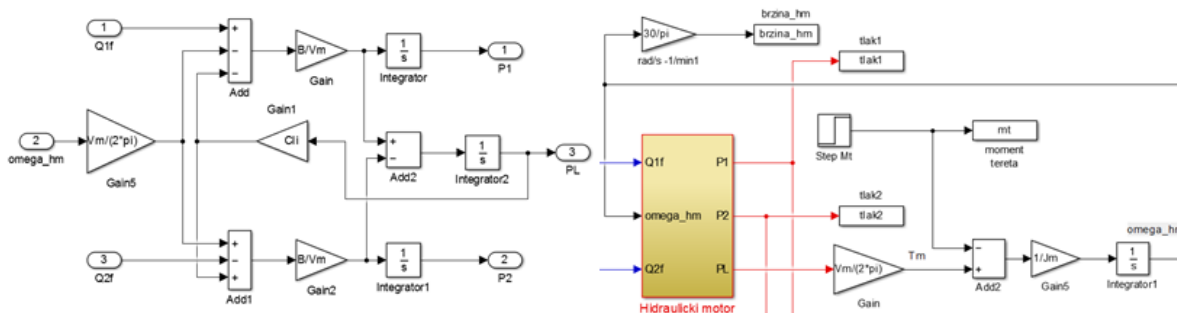 1
Q1f
+
−
−
Add
B/Vm
Gain
1
s
Integrator
1
P1
2
omega_hm
Vm/(2*pi)
Gain5
Gain1
Cli
+
−
Add2
1
s
Integrator2
3
PL
3
Q2f
+
−
+
Add1
B/Vm
Gain2
1
s
Integrator1
2
P2
30/pi
rad/s -1/min1
brzina_hm
brzina_hm
tlak1
tlak1
Step Mt
mt
moment
tereta
Q1f
P1
omega_hm
P2
Q2f
PL
Hidraulicki motor
tlak2
tlak2
Vm/(2*pi)
Gain
Tm
−
+
Add2
1/Jm
Gain5
1
s
Integrator1